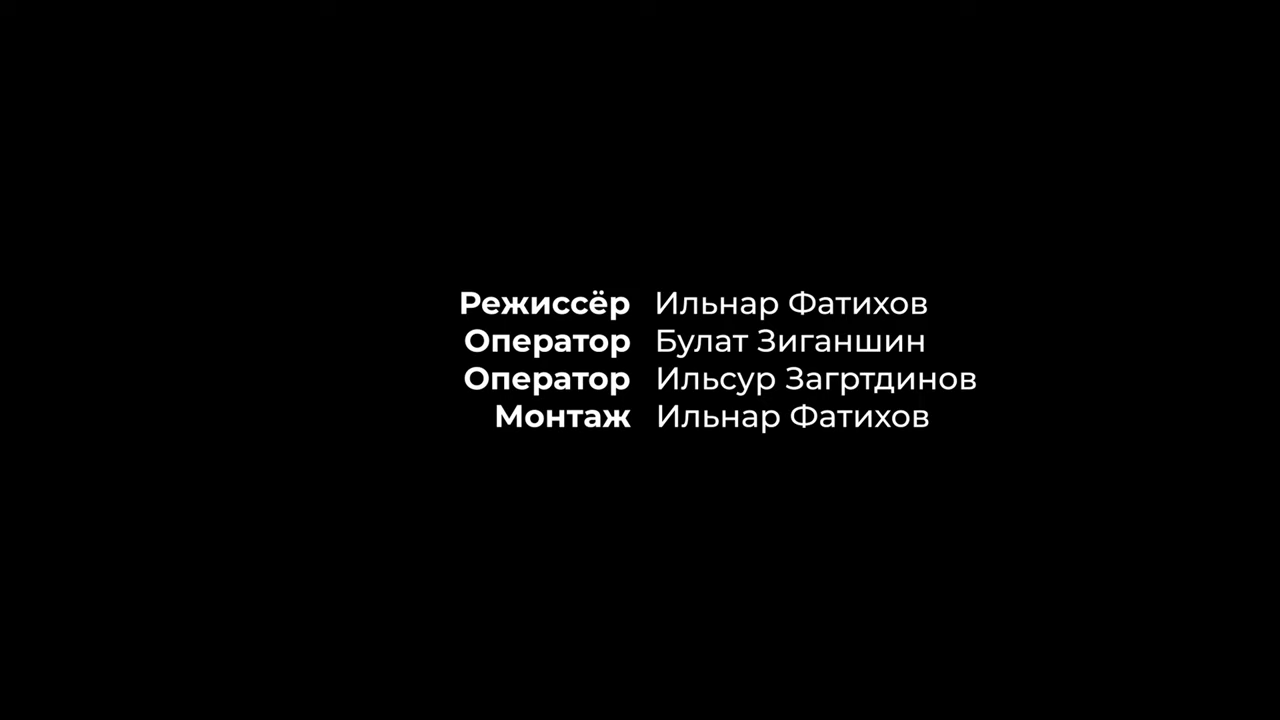 Режиссёр Ильнар Фатихов
Оператор Булат Зиганшин
Оператор Ильсур Загртдинов
Монтаж Ильнар Фатихов